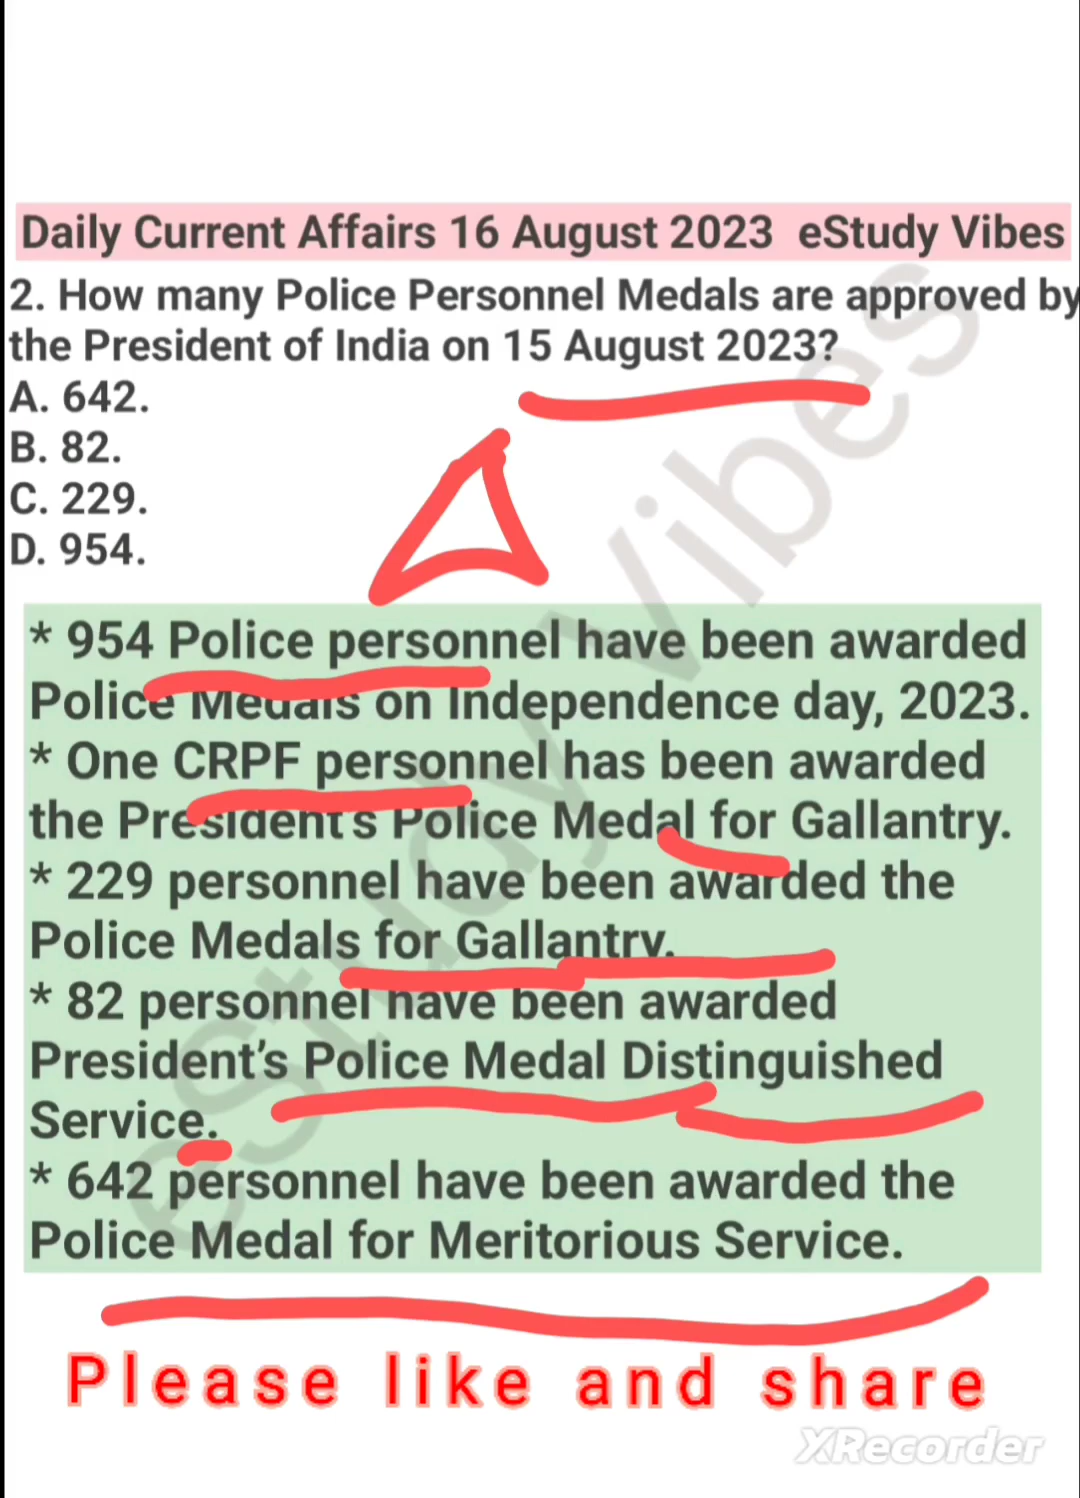 Daily Current Affairs 16 August 2023 eStudy Vibes
2. How many Police Personnel Medals are approved by
the President of India on 15 August 2023?
A. 642.
B. 82.
C. 229.
D. 954.
* 954 Police personnel have been awarded
Police Medals on Independence day, 2023.
* One CRPF personnel has been awarded
the President's Police Medal for Gallantry.
* 229 personnel have been awarded the
Police Medals for Gallantry.
* 82 personnel have been awarded
President's Police Medal Distinguished
Service.
* 642 personnel have been awarded the
Police Medal for Meritorious Service.
Please like and share
XRecorder
eStudy Vibes